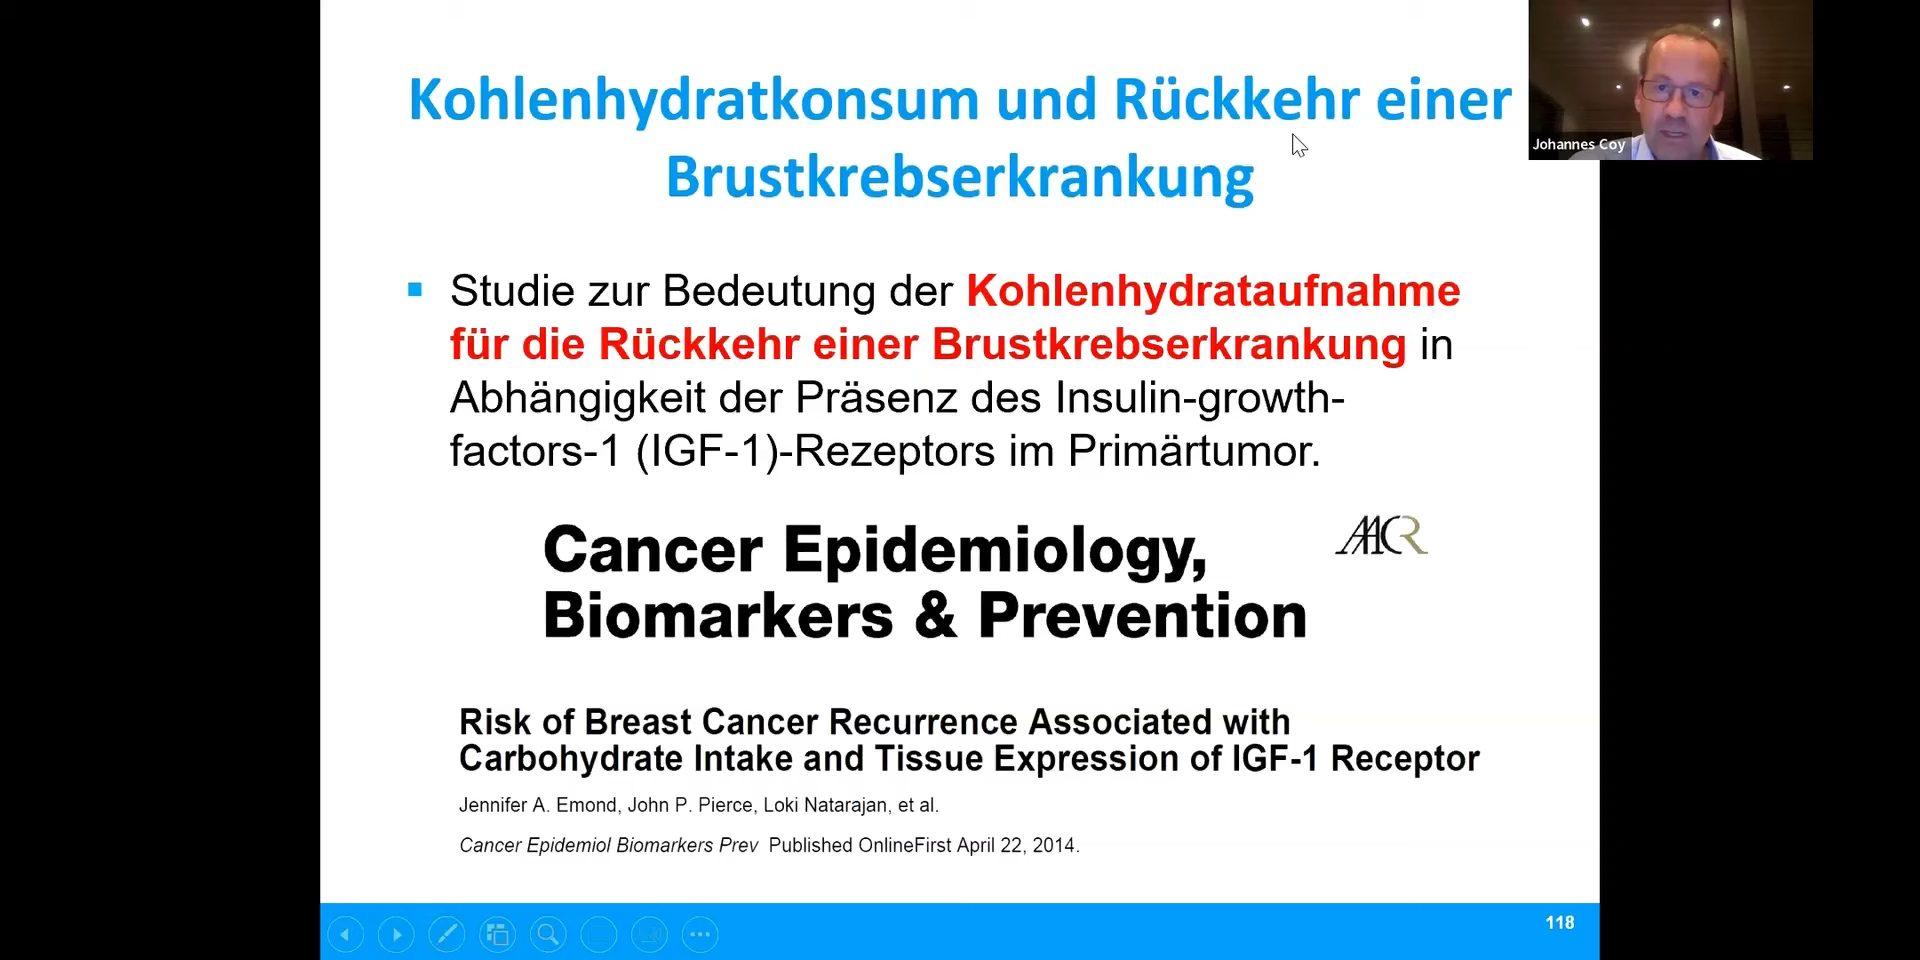 Kohlenhydratkonsum und Rückkehr einer
Brustkrebserkrankung
Johannes Coy
▪ Studie zur Bedeutung der Kohlenhydrataufnahme
für die Rückkehr einer Brustkrebserkrankung in
Abhängigkeit der Präsenz des Insulin-growth-
factors-1 (IGF-1)-Rezeptors im Primärtumor.
Cancer Epidemiology,
Biomarkers & Prevention
AACR
Risk of Breast Cancer Recurrence Associated with
Carbohydrate Intake and Tissue Expression of IGF-1 Receptor
Jennifer A. Emond, John P. Pierce, Loki Natarajan, et al.
Cancer Epidemiol Biomarkers Prev Published OnlineFirst April 22, 2014.
118